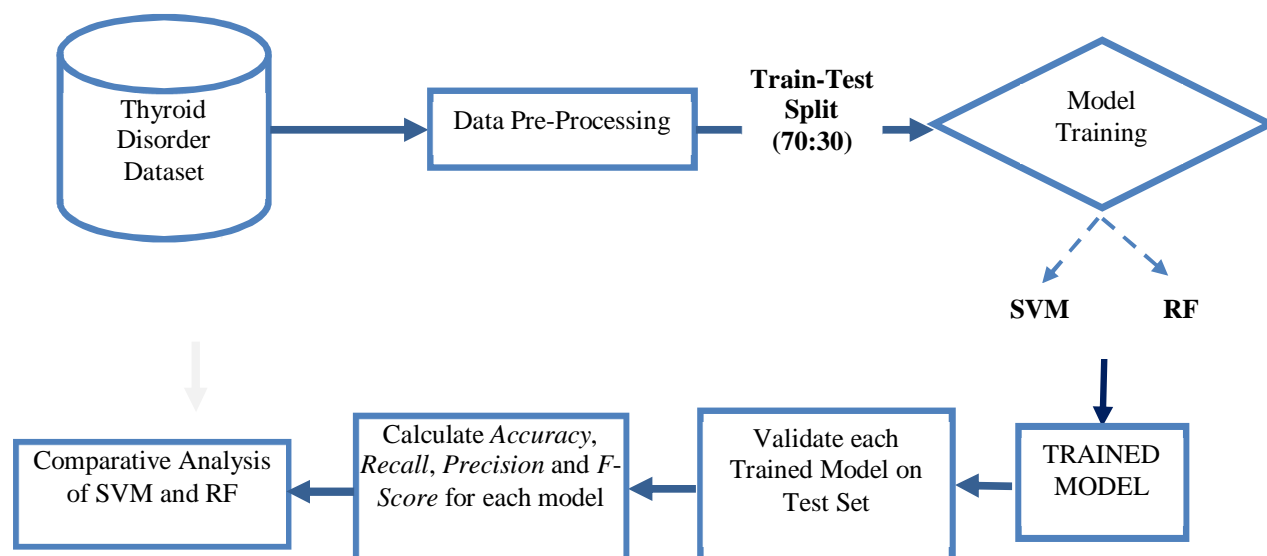 Thyroid
Disorder
Dataset
Data Pre-Processing
Train-Test
Split
(70:30)
Model
Training
SVM
RF
TRAINED
MODEL
Validate each
Trained Model on
Test Set
Calculate Accuracy,
Recall, Precision and F-
Score for each model
Comparative Analysis
of SVM and RF